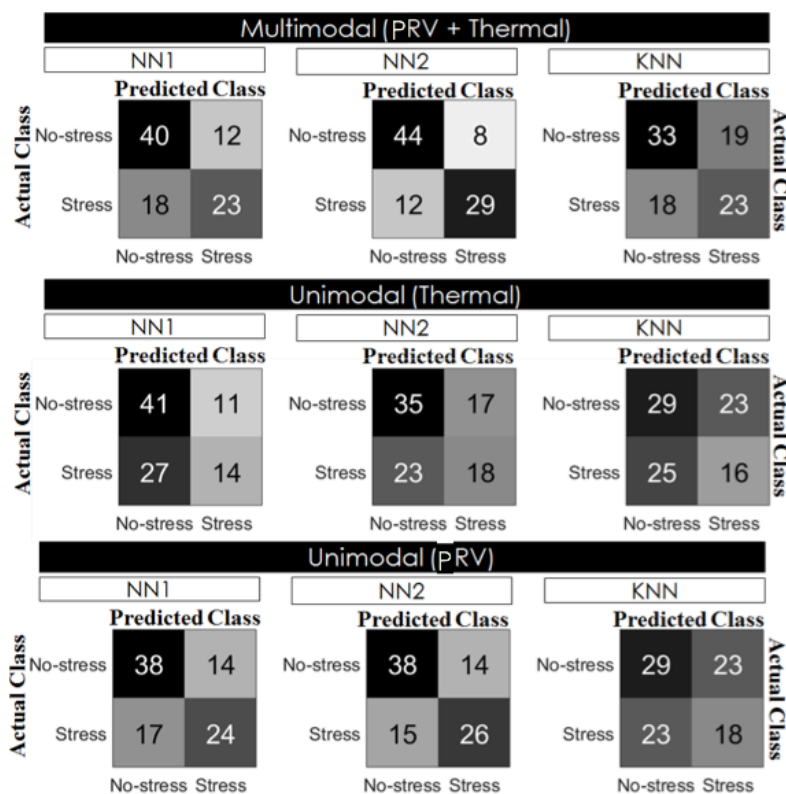 Multimodal (pRV + Thermal)
NN1 NN2 KNN
Predicted Class Predicted Class Predicted Class
Actual Class
Actual Class
No-stress 40 12 No-stress 44 8 No-stress 33 19
Stress 18 23 Stress 12 29 Stress 18 23
No-stress Stress No-stress Stress No-stress Stress
Unimodal (Thermal)
NN1 NN2 KNN
Predicted Class Predicted Class Predicted Class
Actual Class
Actual Class
No-stress 41 11 No-stress 35 17 No-stress 29 23
Stress 27 14 Stress 23 18 Stress 25 16
No-stress Stress No-stress Stress No-stress Stress
Unimodal (pRV)
NN1 NN2 KNN
Predicted Class Predicted Class Predicted Class
Actual Class
Actual Class
No-stress 38 14 No-stress 38 14 No-stress 29 23
Stress 17 24 Stress 15 26 Stress 23 18
No-stress Stress No-stress Stress No-stress Stress